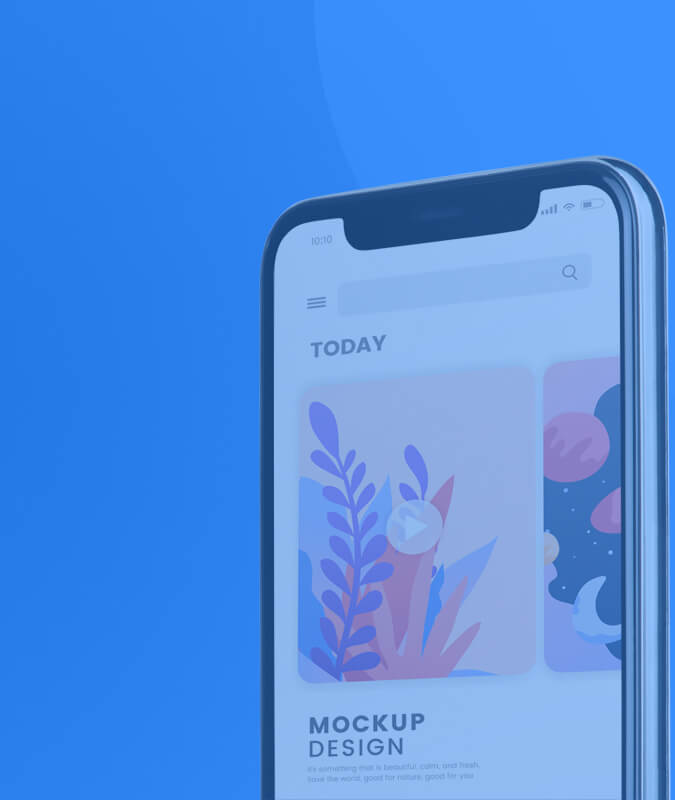 10:10
TODAY
MOCKUP
DESIGN
It's something that is beautiful, calm, and fresh,
love the world, good for nature, good for you